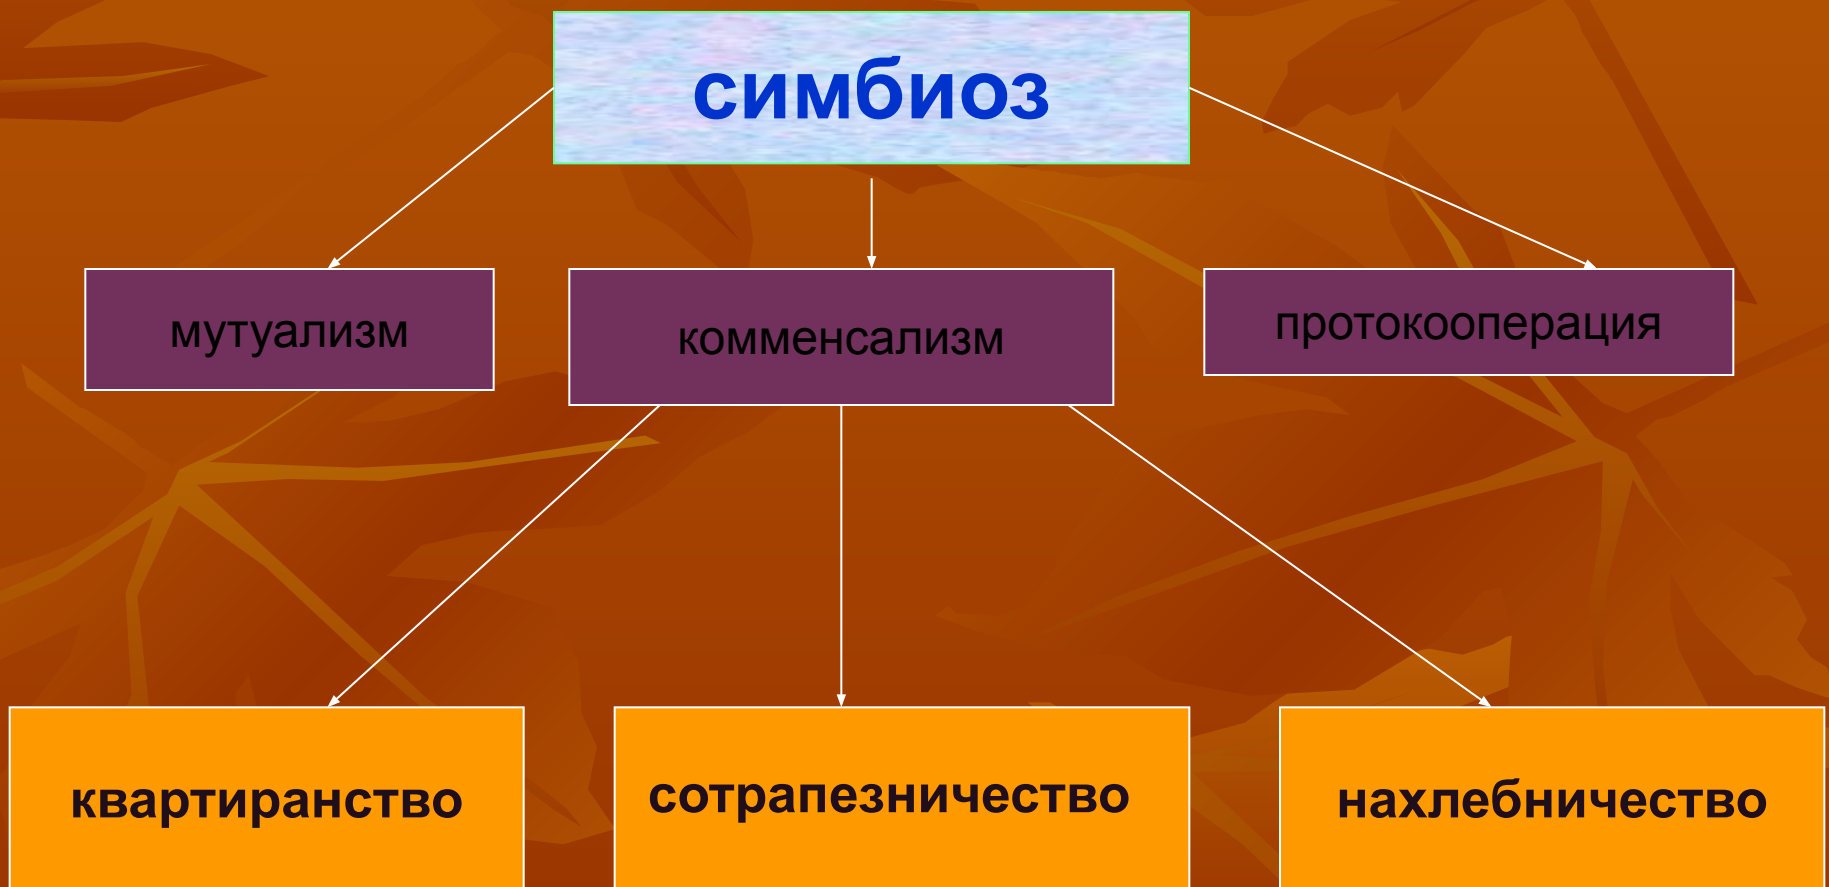 симбиоз
мутуализм
комменсализм
протокооперация
квартиранство
сотрапезничество
нахлебничество